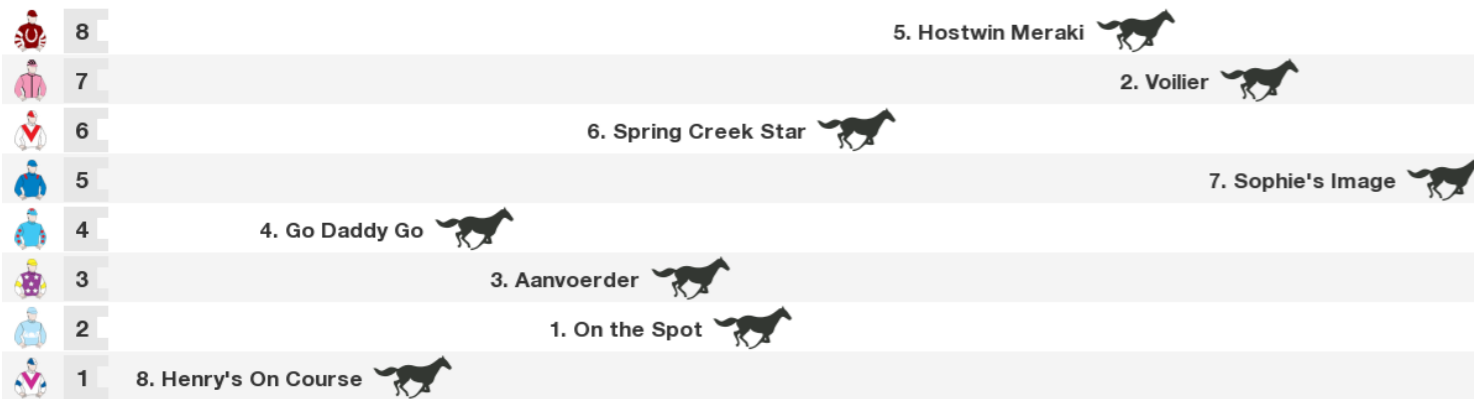 8 5. Hostwin Meraki
7 2. Voilier
6 6. Spring Creek Star
5 7. Sophie's Image
4 4. Go Daddy Go
3 3. Aanvoerder
2 1. On the Spot
1 8. Henry's On Course